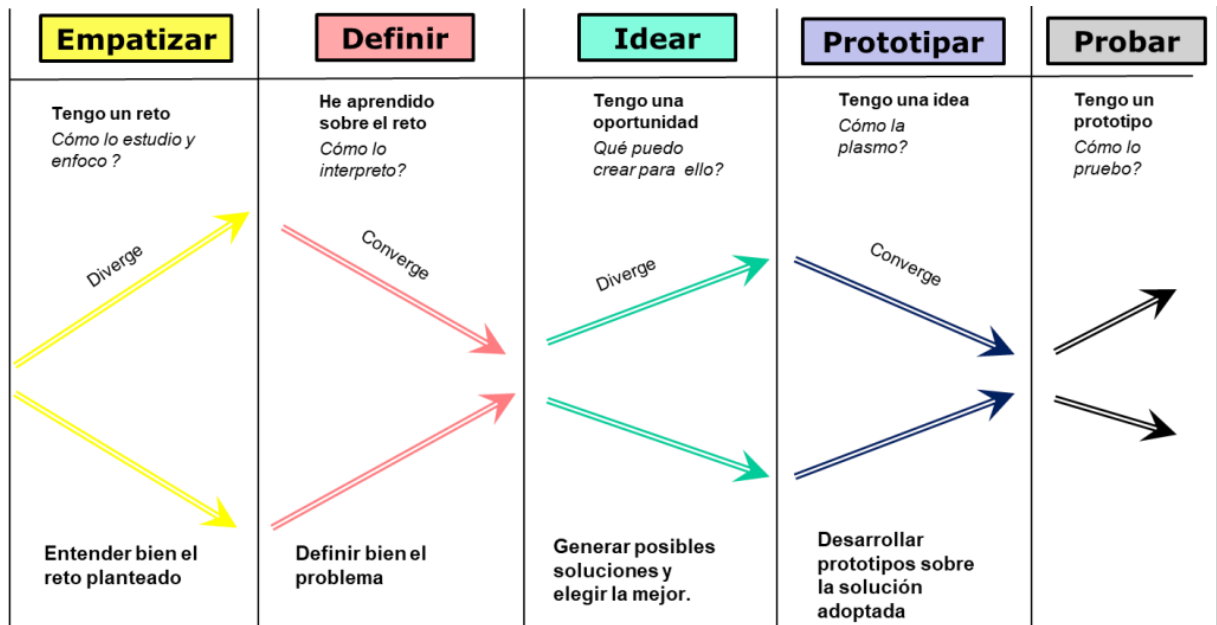 Empatizar
Definir
Idear
Prototipar
Probar
Tengo un reto
Cómo lo estudio y
enfoco ?
He aprendido
sobre el reto
Cómo lo
interpreto?
Tengo una
oportunidad
Qué puedo
crear para ello?
Tengo una idea
Cómo la
plasmo?
Tengo un
prototipo
Cómo lo
pruebo?
Diverge
Converge
Diverge
Converge
Entender bien el
reto planteado
Definir bien el
problema
Generar posibles
soluciones y
elegir la mejor.
Desarrollar
prototipos sobre
la solución
adoptada